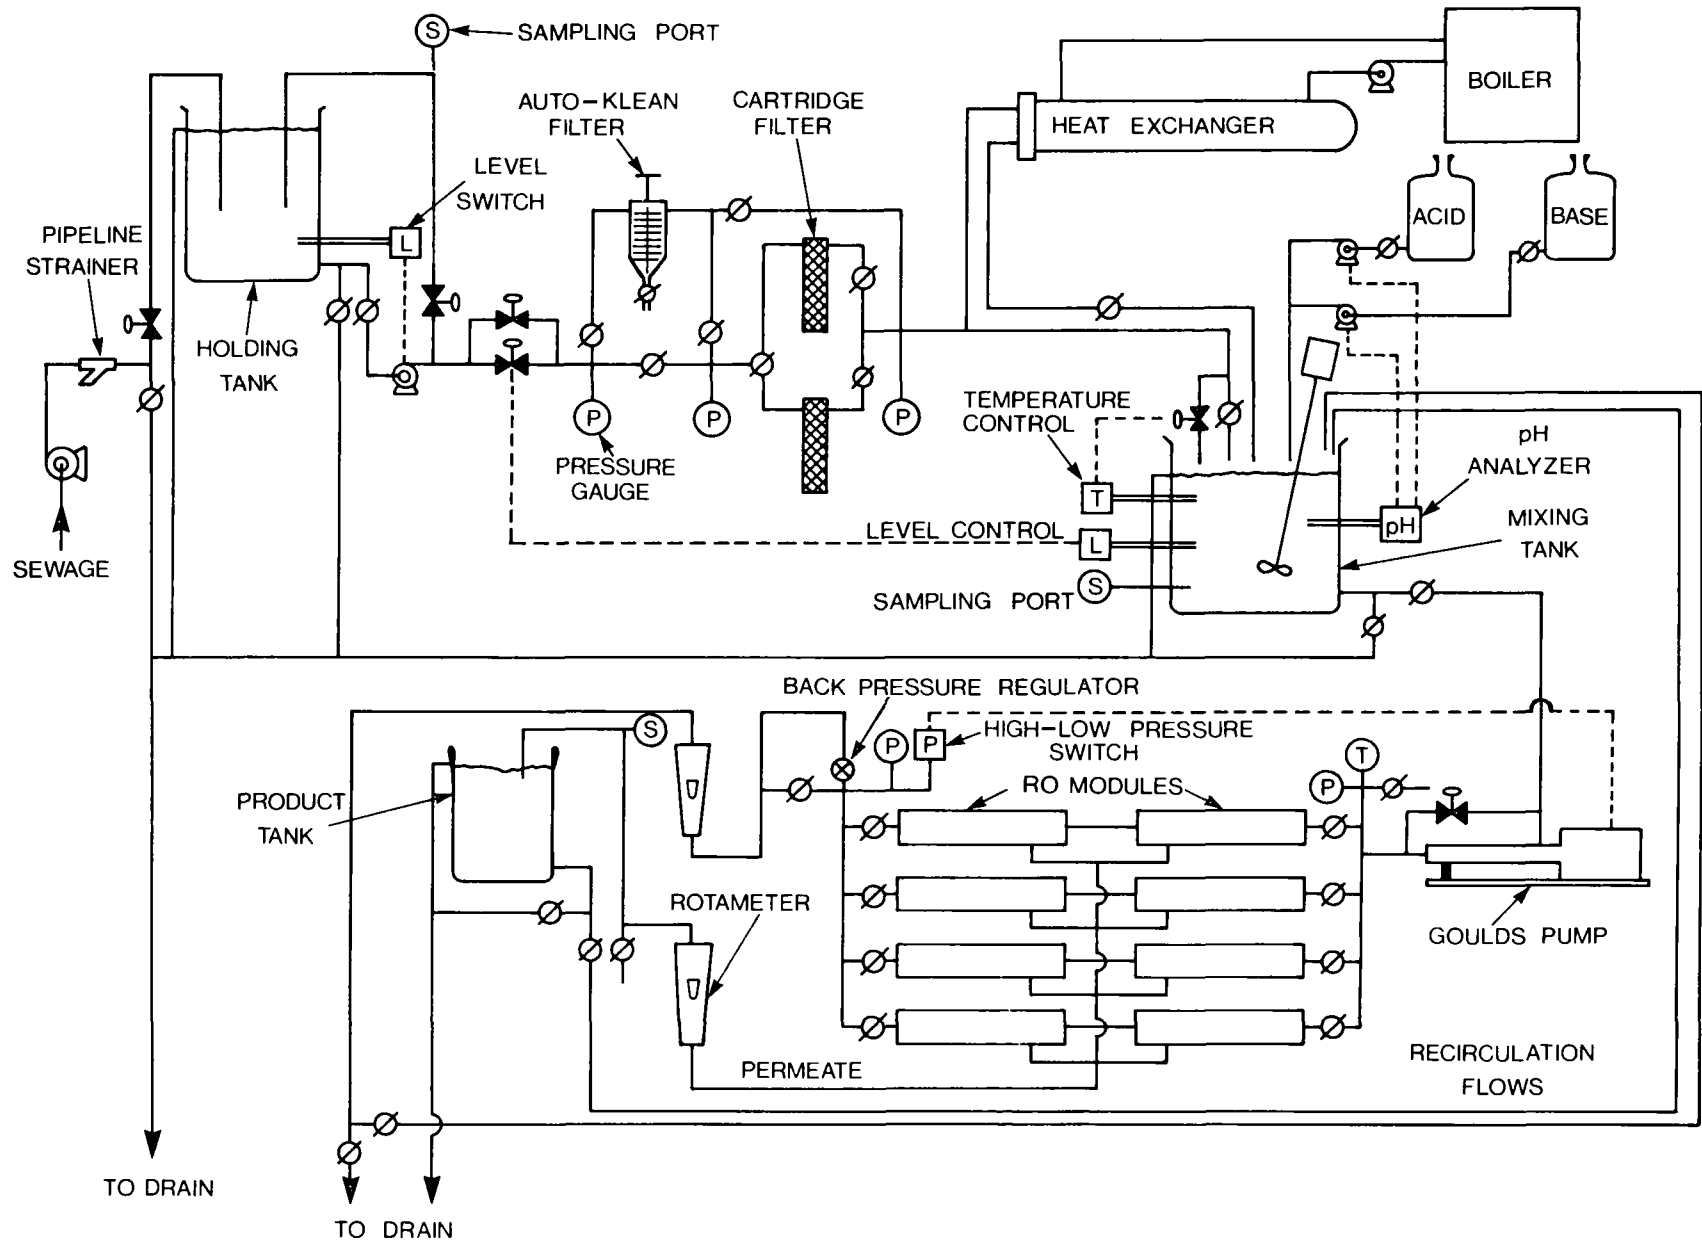 S
SAMPLING PORT
AUTO-KLEAN
FILTER
CARTRIDGE
FILTER
HEAT EXCHANGER
BOILER
LEVEL
SWITCH
L
PIPELINE
STRAINER
HOLDING
TANK
ACID
BASE
P
P
P
PRESSURE
GAUGE
SEWAGE
TEMPERATURE
CONTROL
T
LEVEL CONTROL
L
SAMPLING PORT
S
pH
ANALYZER
pH
MIXING
TANK
BACK PRESSURE REGULATOR
P
P
HIGH-LOW PRESSURE
SWITCH
RO MODULES
T
P
S
PRODUCT
TANK
ROTAMETER
GOULDS PUMP
PERMEATE
RECIRCULATION
FLOWS
TO DRAIN
TO DRAIN